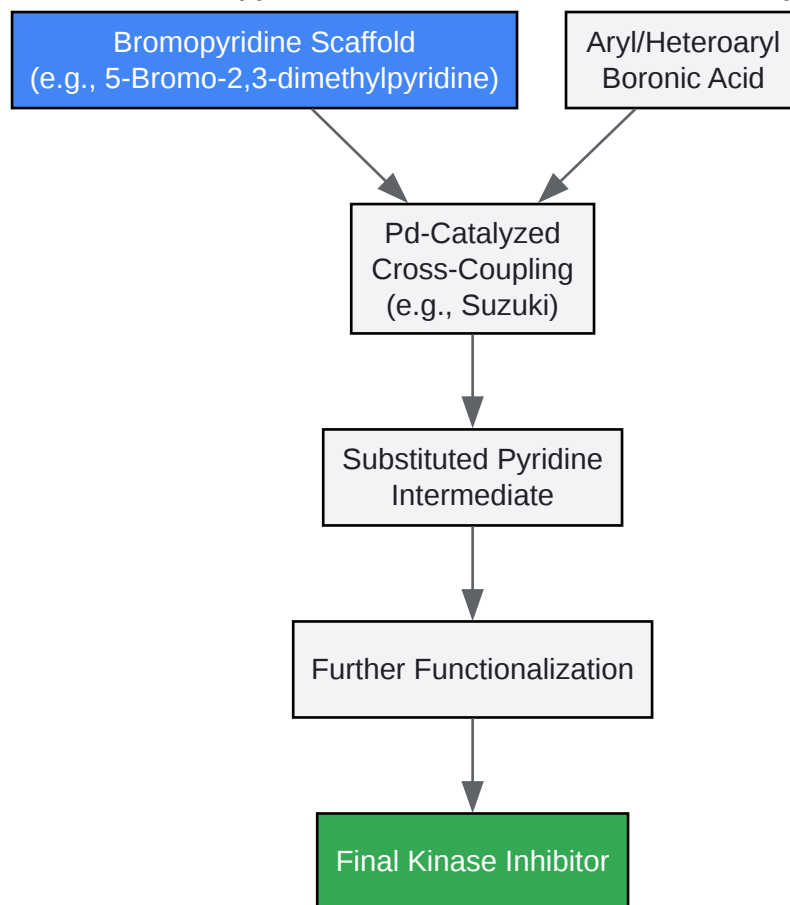 Bromopyridine Scaffold
(e.g., 5-Bromo-2,3-dimethylpyridine)
Aryl/Heteroaryl
Boronic Acid
Pd-Catalyzed
Cross-Coupling
(e.g., Suzuki)
Substituted Pyridine
Intermediate
Further Functionalization
Final Kinase Inhibitor